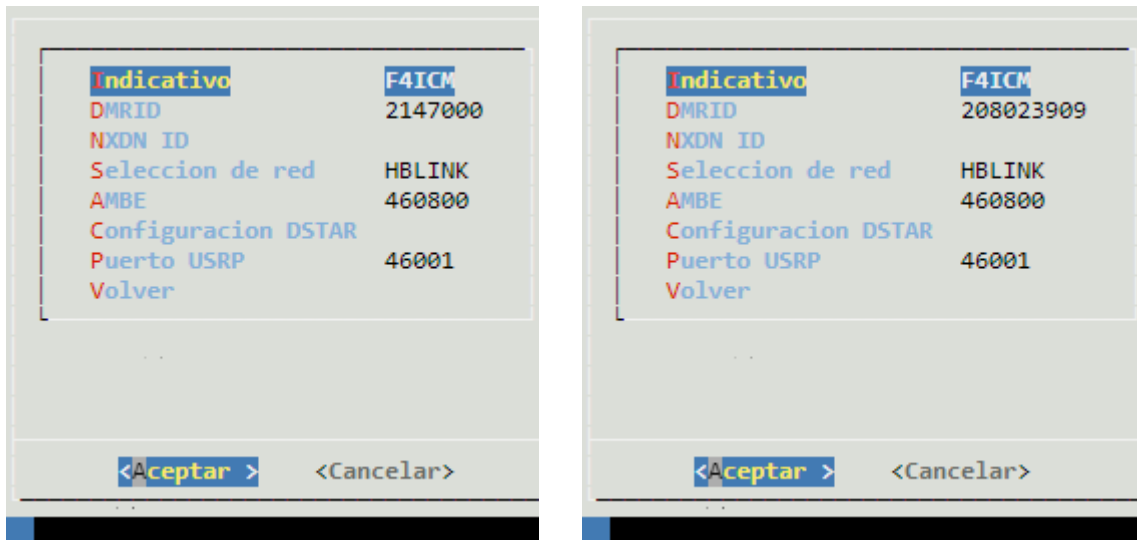 Indicativo F4ICM
DMRID 2147000
NXDN ID
Seleccion de red HBLINK
AMBE 460800
Configuracion DSTAR
Puerto USRP 46001
Volver
<Aceptar > <Cancelar>
Indicativo F4ICM
DMRID 208023909
NXDN ID
Seleccion de red HBLINK
AMBE 460800
Configuracion DSTAR
Puerto USRP 46001
Volver
<Aceptar > <Cancelar>